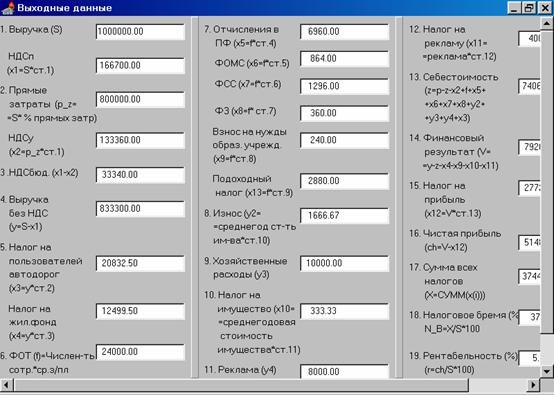 Выходные данные
1. Выручка (S)
1000000.00
НДСп
(x1=S*ст.1)
166700.00
2. Прямые
затраты (p_z=
=S* % прямых затр)
800000.00
НДСу
(x2=p_z*ст.1)
133360.00
3. НДСбюд. (x1-x2)
33340.00
4. Выручка
без НДС
(y=S-x1)
833300.00
5. Налог на
пользователей
автодорог
(x3=y*ст.2)
20832.50
Налог на
жил.фонд
(x4=y*ст.3)
12499.50
6. ФОТ (f)=Числен-ть
сотр.*ср.з/пл
24000.00
7. Отчисления в
ПФ (x5=f*ст.4)
6960.00
ФОМС (x6=f*ст.5)
864.00
ФСС (x7=f*ст.6)
1296.00
ФЗ (x8=f* ст.7)
360.00
Взнос на нужды
образ. учрежд.
(x9=f*ст.8)
240.00
Подоходный
налог (x13=f*ст.9)
2880.00
8. Износ (y2=
=среднегод ст-ть
им-ва*ст.10)
1666.67
9. Хозяйственные
расходы (y3)
10000.00
10. Налог на
имущество (x10=
=среднегодовая
стоимость
имущества*ст.11)
333.33
11. Реклама (y4)
8000.00
12. Налог на
рекламу (x11=
=реклама*ст.12)
400
13. Себестоимость
(z=p-z-x2+f+x5+
+x6+x7+x8+y2+
+y3+y4+x3)
7406
14. Финансовый
результат (V=
=y-z-x4-x9-x10-x11)
7920
15. Налог на
прибыль
(x12=V*ст.13)
2773
16. Чистая прибыль
(ch=V-x12)
5148
17. Сумма всех
налогов
(X=СУММ(x(i)))
3744
18. Налоговое бремя (%
N_B=X/S*100
37
19. Рентабельность (%)
(r=ch/S*100)
5.